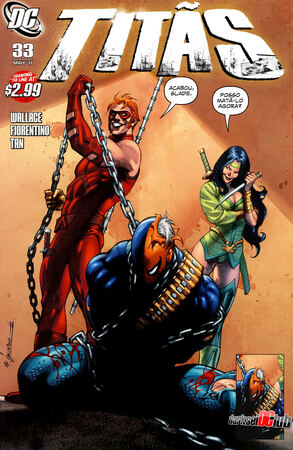 DC
TITÃS
33
MAY '11
DRAWING
THE LINE AT
$2.99
WALLACE
FIORENTINO
TAN
ACABOU,
SLADE.
POSSO
MATÁ-LO
AGORA?